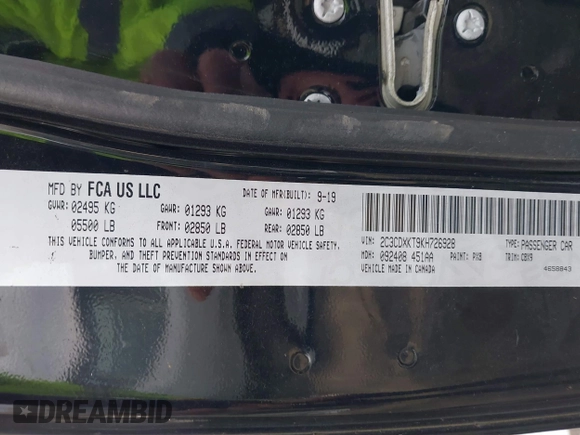 MFD BY FCA US LLC
DATE OF MFR(BUILT): 9-19
GVWR: 02495 KG GAWR: 01293 KG GAWR: 01293 KG
05500 LB FRONT: 02850 LB REAR: 02850 LB
THIS VEHICLE CONFORMS TO ALL APPLICABLE U.S.A. FEDERAL MOTOR VEHICLE SAFETY,
BUMPER, AND THEFT PREVENTION STANDARDS IN EFFECT ON
THE DATE OF MANUFACTURE SHOWN ABOVE.
VIN: 2C3CDXKT9KH726928 TYPE: PASSENGER CAR
MDH: 092408 451AA PAINT: PX8 TRIM: CBX9
VEHICLE MADE IN CANADA 4658843
DREAMBID